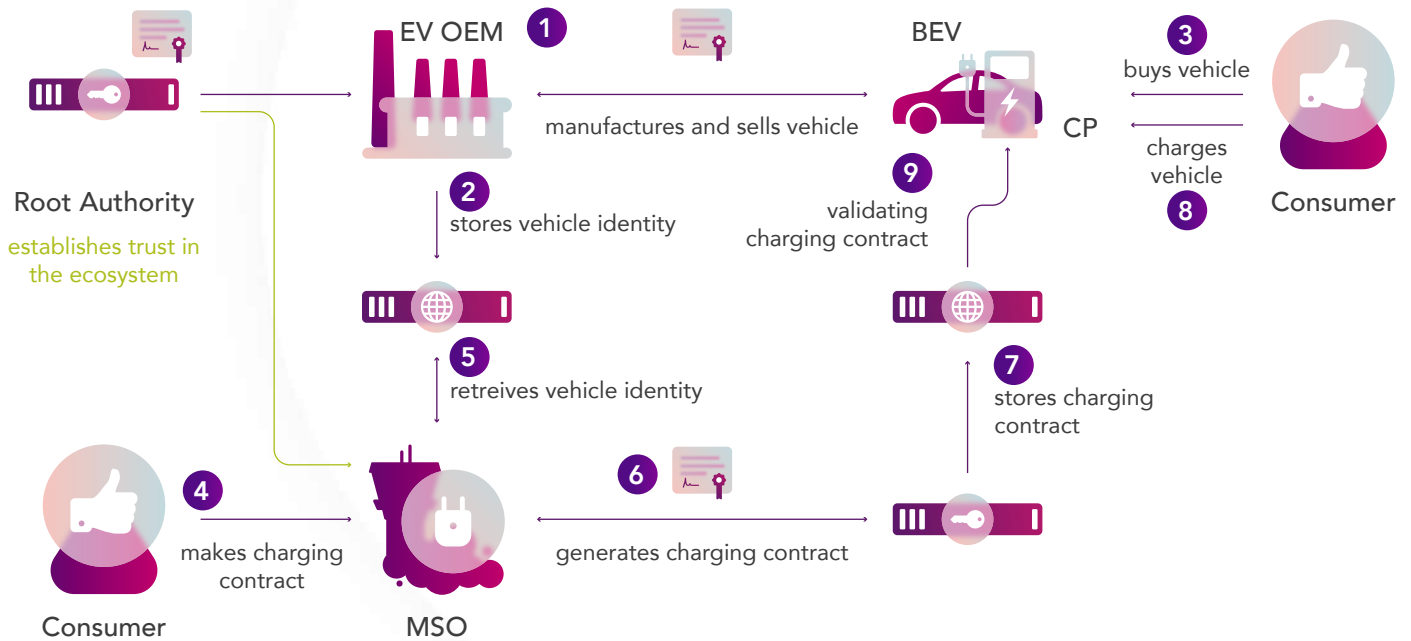 EV OEM
1
BEV
3
buys vehicle
manufactures and sells vehicle
CP
charges
vehicle
8
Consumer
Root Authority
establishes trust in
the ecosystem
2
stores vehicle identity
9
validating
charging contract
5
retreives vehicle identity
7
stores charging
contract
4
makes charging
contract
6
generates charging contract
Consumer
MSO